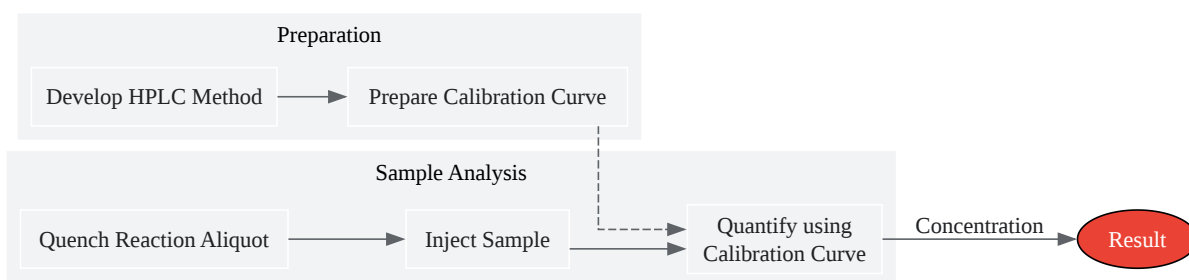 Preparation
Develop HPLC Method
Prepare Calibration Curve
Sample Analysis
Quench Reaction Aliquot
Inject Sample
Quantify using
Calibration Curve
Concentration
Result